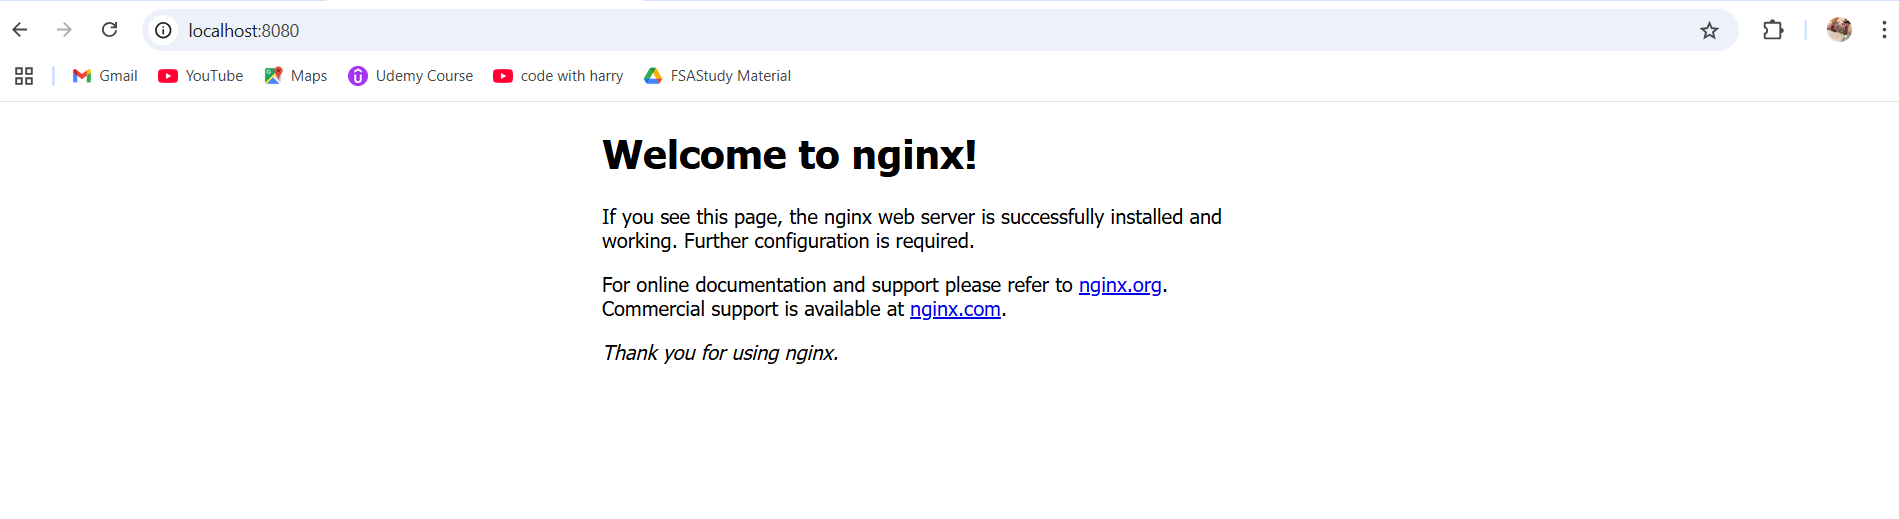 localhost:8080
Gmail YouTube Maps Udemy Course code with harry FSAStudy Material
Welcome to nginx!
If you see this page, the nginx web server is successfully installed and
working. Further configuration is required.
For online documentation and support please refer to nginx.org.
Commercial support is available at nginx.com.
Thank you for using nginx.